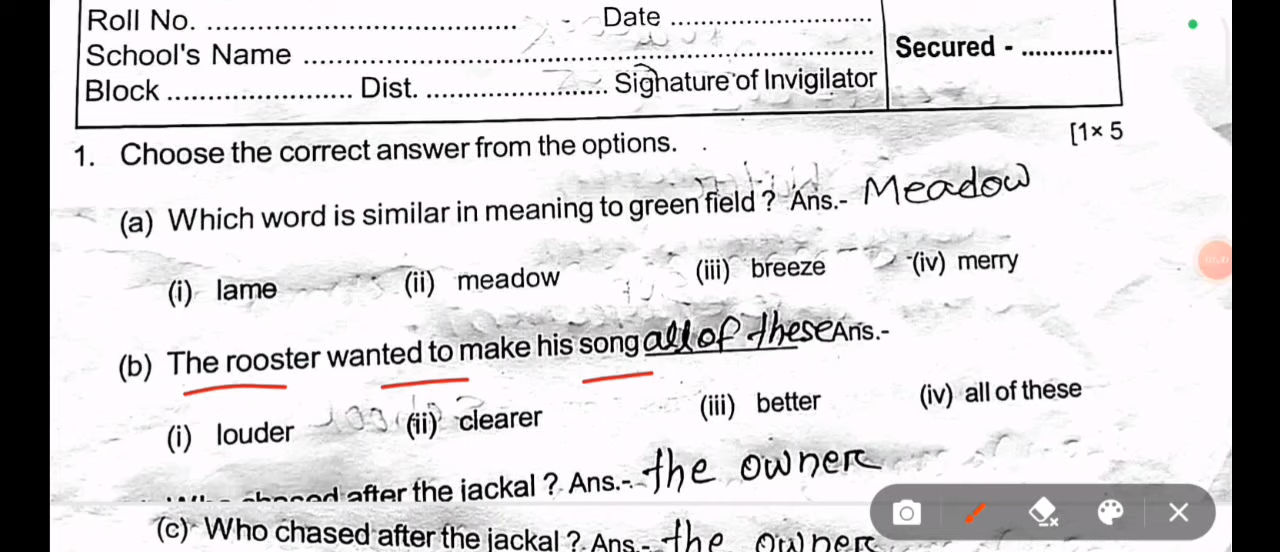 Roll No. ................................ Date ..........................
School's Name ........................................................... Secured - .............
Block ..................... Dist. ......................... Signature of Invigilator
1. Choose the correct answer from the options. [1× 5
(a) Which word is similar in meaning to green field ? Ans.- Meadow
(i) lame (ii) meadow (iii) breeze (iv) merry
(b) The rooster wanted to make his song all of these Ans.-
(i) louder (ii) clearer (iii) better (iv) all of these
after the jackal ? Ans.- the owner
(c) Who chased after the jackal ? Ans.- the owner